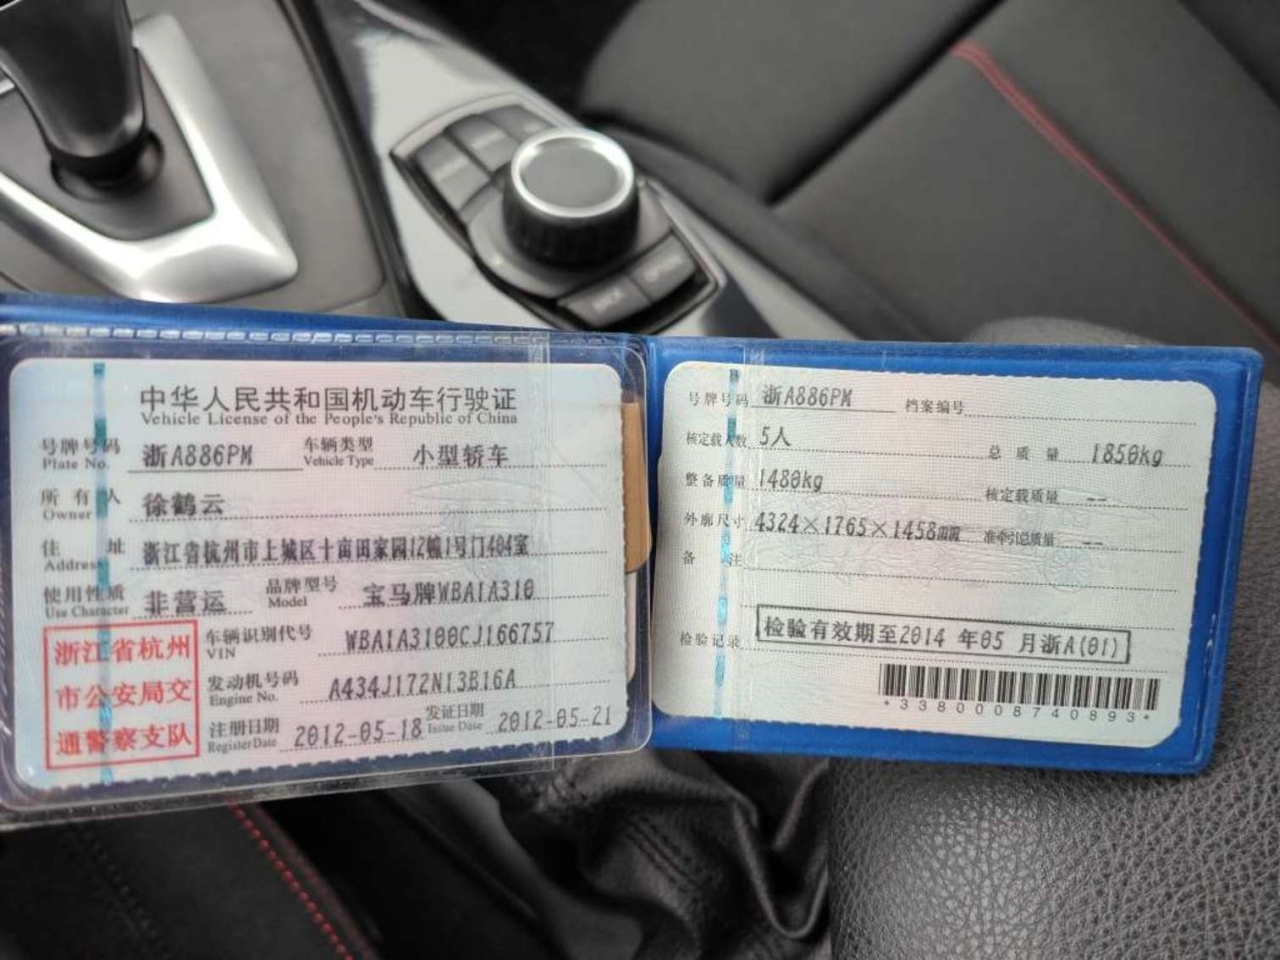 中华人民共和国机动车行驶证
Vehicle License of the People's Republic of China
号牌号码 浙A886PM 车辆类型 小型轿车
Plate No. Vehicle Type
所有人 徐鹤云
Owner
住址 浙江省杭州市上城区十亩田家园12幢1号门404室
Address
使用性质 非营运 品牌型号 宝马牌WBA1A310
Use Character Model
浙江省杭州
市公安局交
通警察支队
车辆识别代号 WBA1A3100CJ166757
VIN
发动机号码 A434J172N13B16A
Engine No.
注册日期 2012-05-18 发证日期 2012-05-21
Register Date Issue Date
号牌号码 浙A886PM 档案编号
核定载人数 5人 总质量 1850kg
整备质量 1480kg 核定载质量 --
外廓尺寸 4324×1765×1458mm 准牵引总质量 --
备注
检验记录 检验有效期至2014 年05 月浙A(01)
*3380008740893*